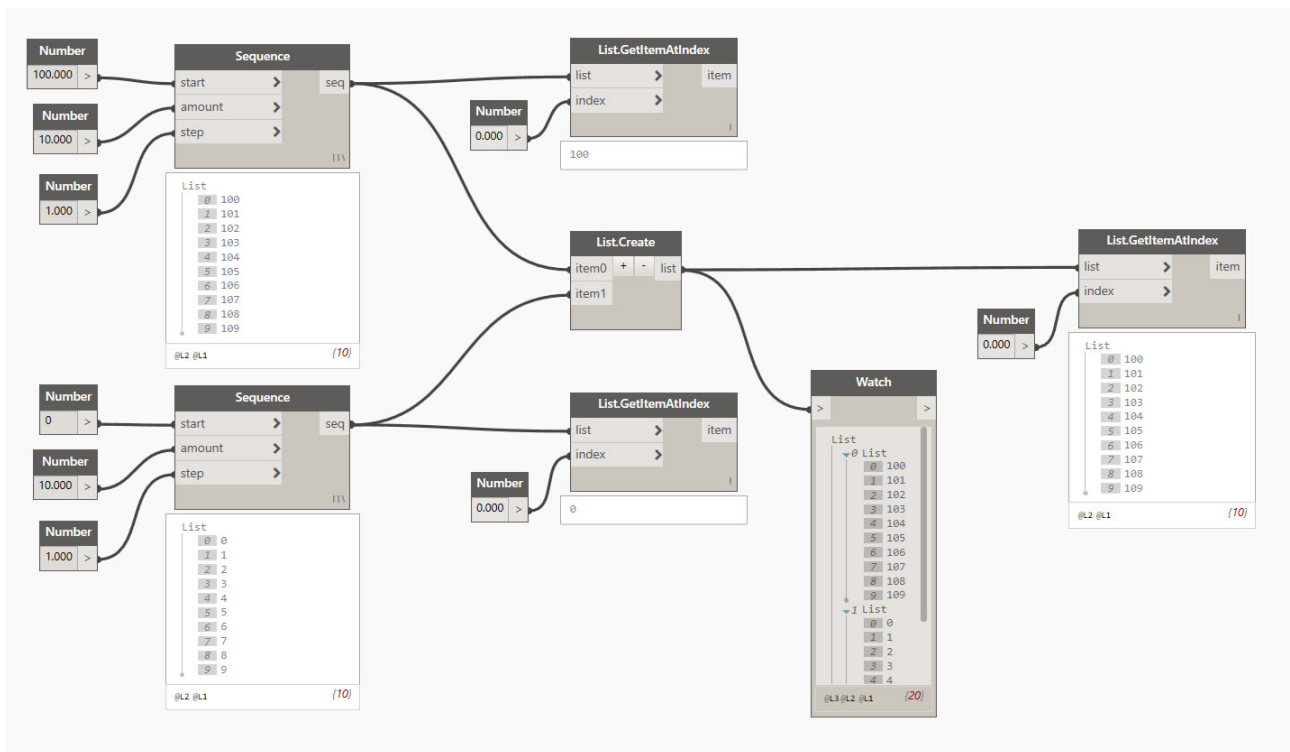 Number
100.000 >
Number
10.000 >
Number
1.000 >
Sequence
start > seq
amount >
step >
List
0 100
1 101
2 102
3 103
4 104
5 105
6 106
7 107
8 108
9 109
@L2 @L1 {10}
List.GetItemAtIndex
list > item
index >
Number
0.000 >
100
List.Create
item0 + - list
item1
Number
0 >
Number
10.000 >
Number
1.000 >
Sequence
start > seq
amount >
step >
List
0 0
1 1
2 2
3 3
4 4
5 5
6 6
7 7
8 8
9 9
@L2 @L1 {10}
List.GetItemAtIndex
list > item
index >
Number
0.000 >
0
Watch
> >
List
0 List
0 100
1 101
2 102
3 103
4 104
5 105
6 106
7 107
8 108
9 109
1 List
0 0
1 1
2 2
3 3
4 4
@L3 @L2 @L1 {20}
List.GetItemAtIndex
list > item
index >
Number
0.000 >
List
0 100
1 101
2 102
3 103
4 104
5 105
6 106
7 107
8 108
9 109
@L2 @L1 {10}